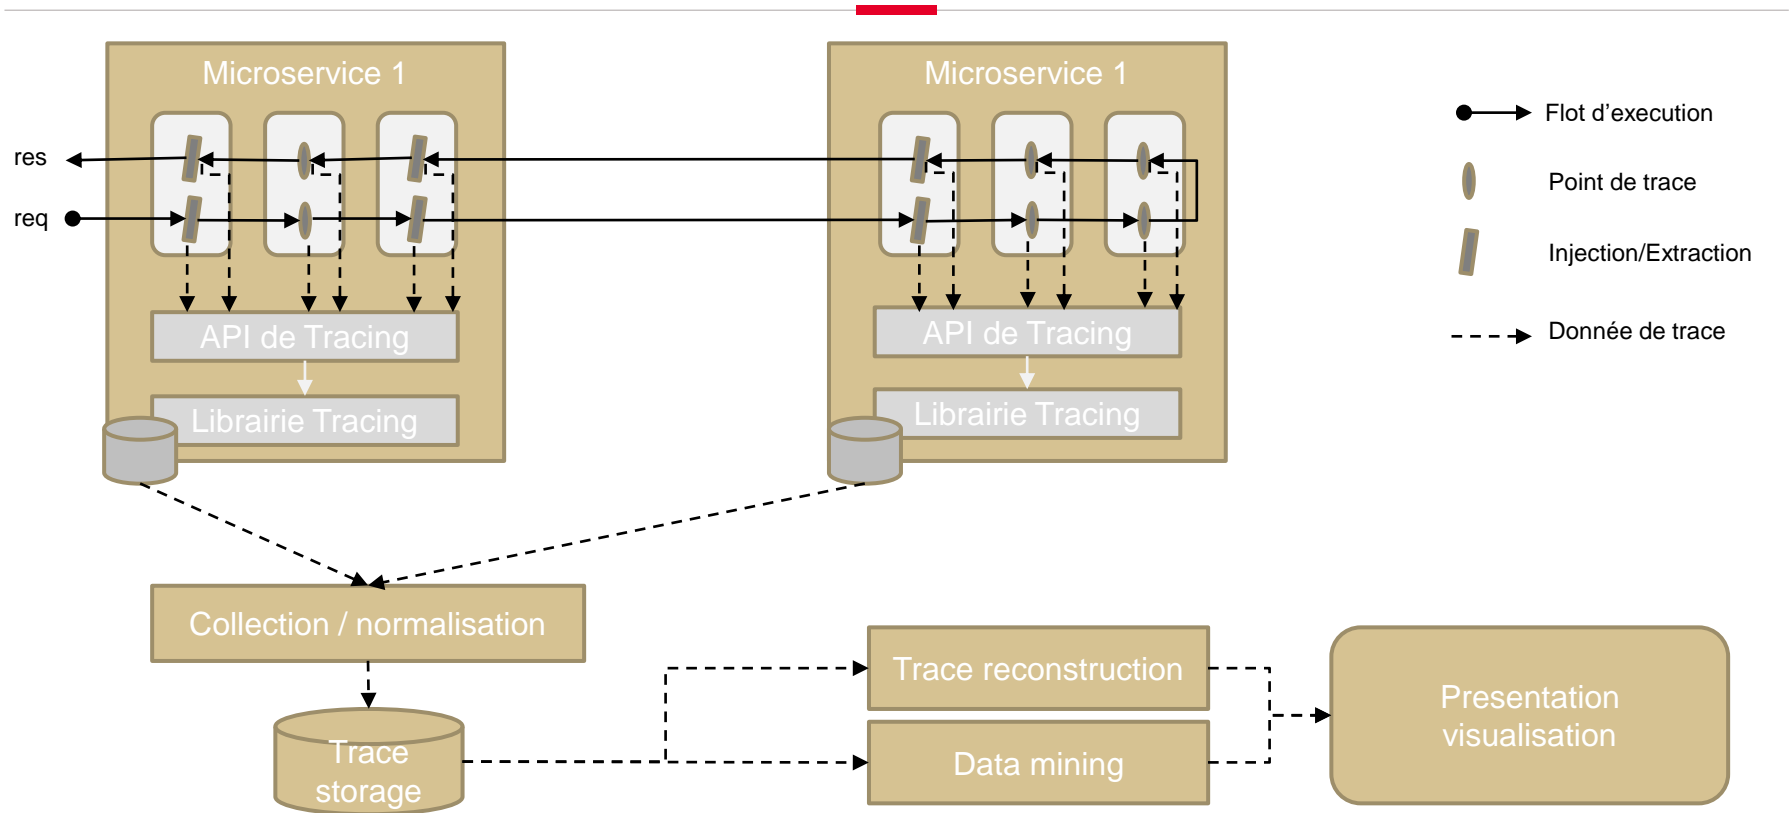 Microservice 1
Microservice 1
res
req
API de Tracing
API de Tracing
Librairie Tracing
Librairie Tracing
Flot d'execution
Point de trace
Injection/Extraction
Donnée de trace
Collection / normalisation
Trace
storage
Trace reconstruction
Data mining
Presentation
visualisation